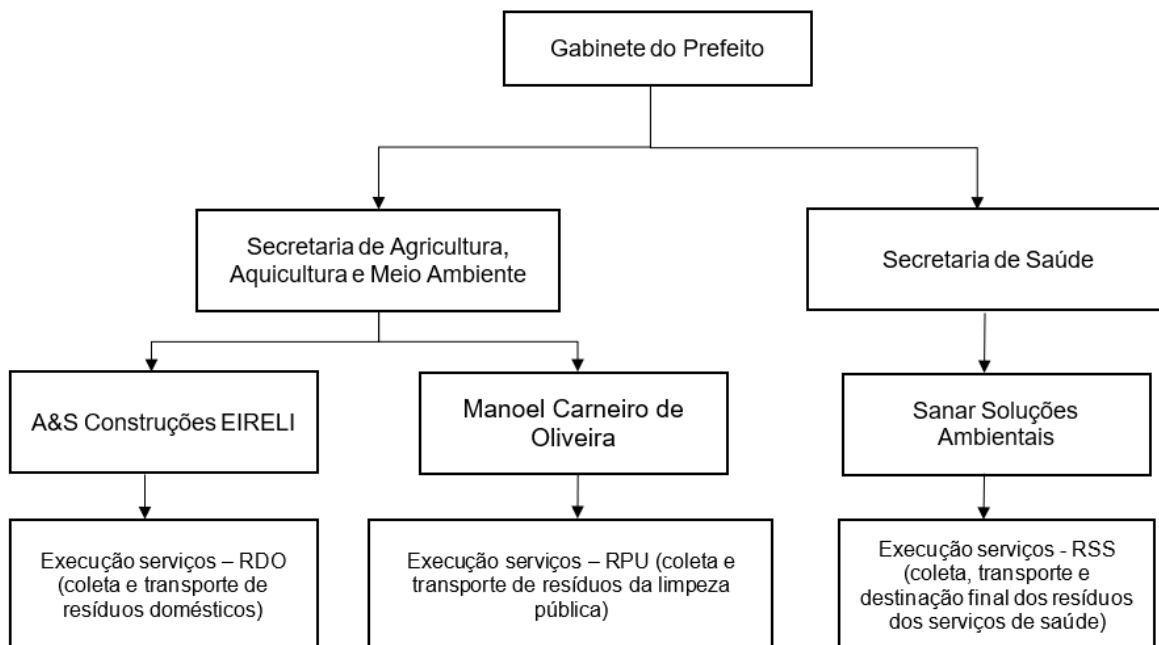 Gabinete do Prefeito
Secretaria de Agricultura,
Aquicultura e Meio Ambiente
Secretaria de Saúde
A&S Construções EIRELI
Manoel Carneiro de
Oliveira
Sanar Soluções
Ambientais
Execução serviços – RDO
(coleta e transporte de
resíduos domésticos)
Execução serviços – RPU (coleta e
transporte de resíduos da limpeza
pública)
Execução serviços - RSS
(coleta, transporte e
destinação final dos resíduos
dos serviços de saúde)